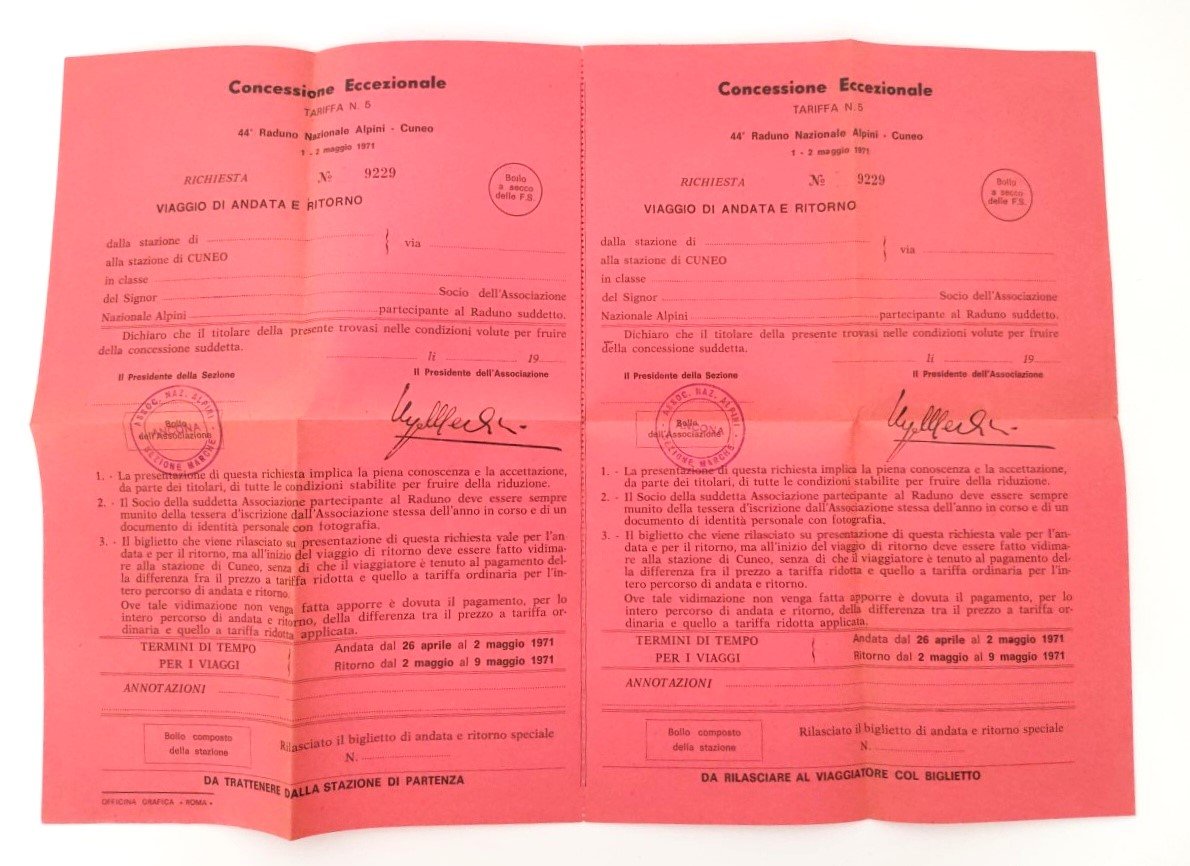 Concessione Eccezionale
TARIFFA N. 5
44° Raduno Nazionale Alpini - Cuneo
1 - 2 maggio 1971
RICHIESTA № 9229
Bollo
a secco
delle F.S.
VIAGGIO DI ANDATA E RITORNO
dalla stazione di
via
alla stazione di CUNEO
in classe
del Signor Socio dell'Associazione
Nazionale Alpini partecipante al Raduno suddetto.
Dichiaro che il titolare della presente trovasi nelle condizioni volute per fruire
della concessione suddetta.
li 19
Il Presidente della Sezione Il Presidente dell'Associazione
ASSOC. NAZ. ALPINI
ANCONA
SEZIONE MARCHE
Bollo
dell'Associazione
1. - La presentazione di questa richiesta implica la piena conoscenza e la accettazione,
da parte dei titolari, di tutte le condizioni stabilite per fruire della riduzione.
2. - Il Socio della suddetta Associazione partecipante al Raduno deve essere sempre
munito della tessera d'iscrizione dall'Associazione stessa dell'anno in corso e di un
documento di identità personale con fotografia.
3. - Il biglietto che viene rilasciato su presentazione di questa richiesta vale per l'an-
data e per il ritorno, ma all'inizio del viaggio di ritorno deve essere fatto vidima-
re alla stazione di Cuneo, senza di che il viaggiatore è tenuto al pagamento del-
la differenza fra il prezzo a tariffa ridotta e quello a tariffa ordinaria per l'in-
tero percorso di andata e ritorno.
Ove tale vidimazione non venga fatta apporre è dovuta il pagamento, per lo
intero percorso di andata e ritorno, della differenza tra il prezzo a tariffa or-
dinaria e quello a tariffa ridotta applicata.
TERMINI DI TEMPO
PER I VIAGGI
Andata dal 26 aprile al 2 maggio 1971
Ritorno dal 2 maggio al 9 maggio 1971
ANNOTAZIONI
Bollo composto
della stazione
Rilasciato il biglietto di andata e ritorno speciale
N.
DA TRATTENERE DALLA STAZIONE DI PARTENZA
OFFICINA GRAFICA « ROMA »
Concessione Eccezionale
TARIFFA N. 5
44° Raduno Nazionale Alpini - Cuneo
1 - 2 maggio 1971
RICHIESTA № 9229
Bollo
a secco
delle F.S.
VIAGGIO DI ANDATA E RITORNO
dalla stazione di
via
alla stazione di CUNEO
in classe
del Signor Socio dell'Associazione
Nazionale Alpini partecipante al Raduno suddetto.
Dichiaro che il titolare della presente trovasi nelle condizioni volute per fruire
della concessione suddetta.
li 19
Il Presidente della Sezione Il Presidente dell'Associazione
ASSOC. NAZ. ALPINI
ANCONA
SEZIONE MARCHE
Bollo
dell'Associazione
1. - La presentazione di questa richiesta implica la piena conoscenza e la accettazione,
da parte dei titolari, di tutte le condizioni stabilite per fruire della riduzione.
2. - Il Socio della suddetta Associazione partecipante al Raduno deve essere sempre
munito della tessera d'iscrizione dall'Associazione stessa dell'anno in corso e di un
documento di identità personale con fotografia.
3. - Il biglietto che viene rilasciato su presentazione di questa richiesta vale per l'an-
data e per il ritorno, ma all'inizio del viaggio di ritorno deve essere fatto vidima-
re alla stazione di Cuneo, senza di che il viaggiatore è tenuto al pagamento del-
la differenza fra il prezzo a tariffa ridotta e quello a tariffa ordinaria per l'in-
tero percorso di andata e ritorno.
Ove tale vidimazione non venga fatta apporre è dovuta il pagamento, per lo
intero percorso di andata e ritorno, della differenza tra il prezzo a tariffa or-
dinaria e quello a tariffa ridotta applicata.
TERMINI DI TEMPO
PER I VIAGGI
Andata dal 26 aprile al 2 maggio 1971
Ritorno dal 2 maggio al 9 maggio 1971
ANNOTAZIONI
Bollo composto
della stazione
Rilasciato il biglietto di andata e ritorno speciale
N.
DA RILASCIARE AL VIAGGIATORE COL BIGLIETTO